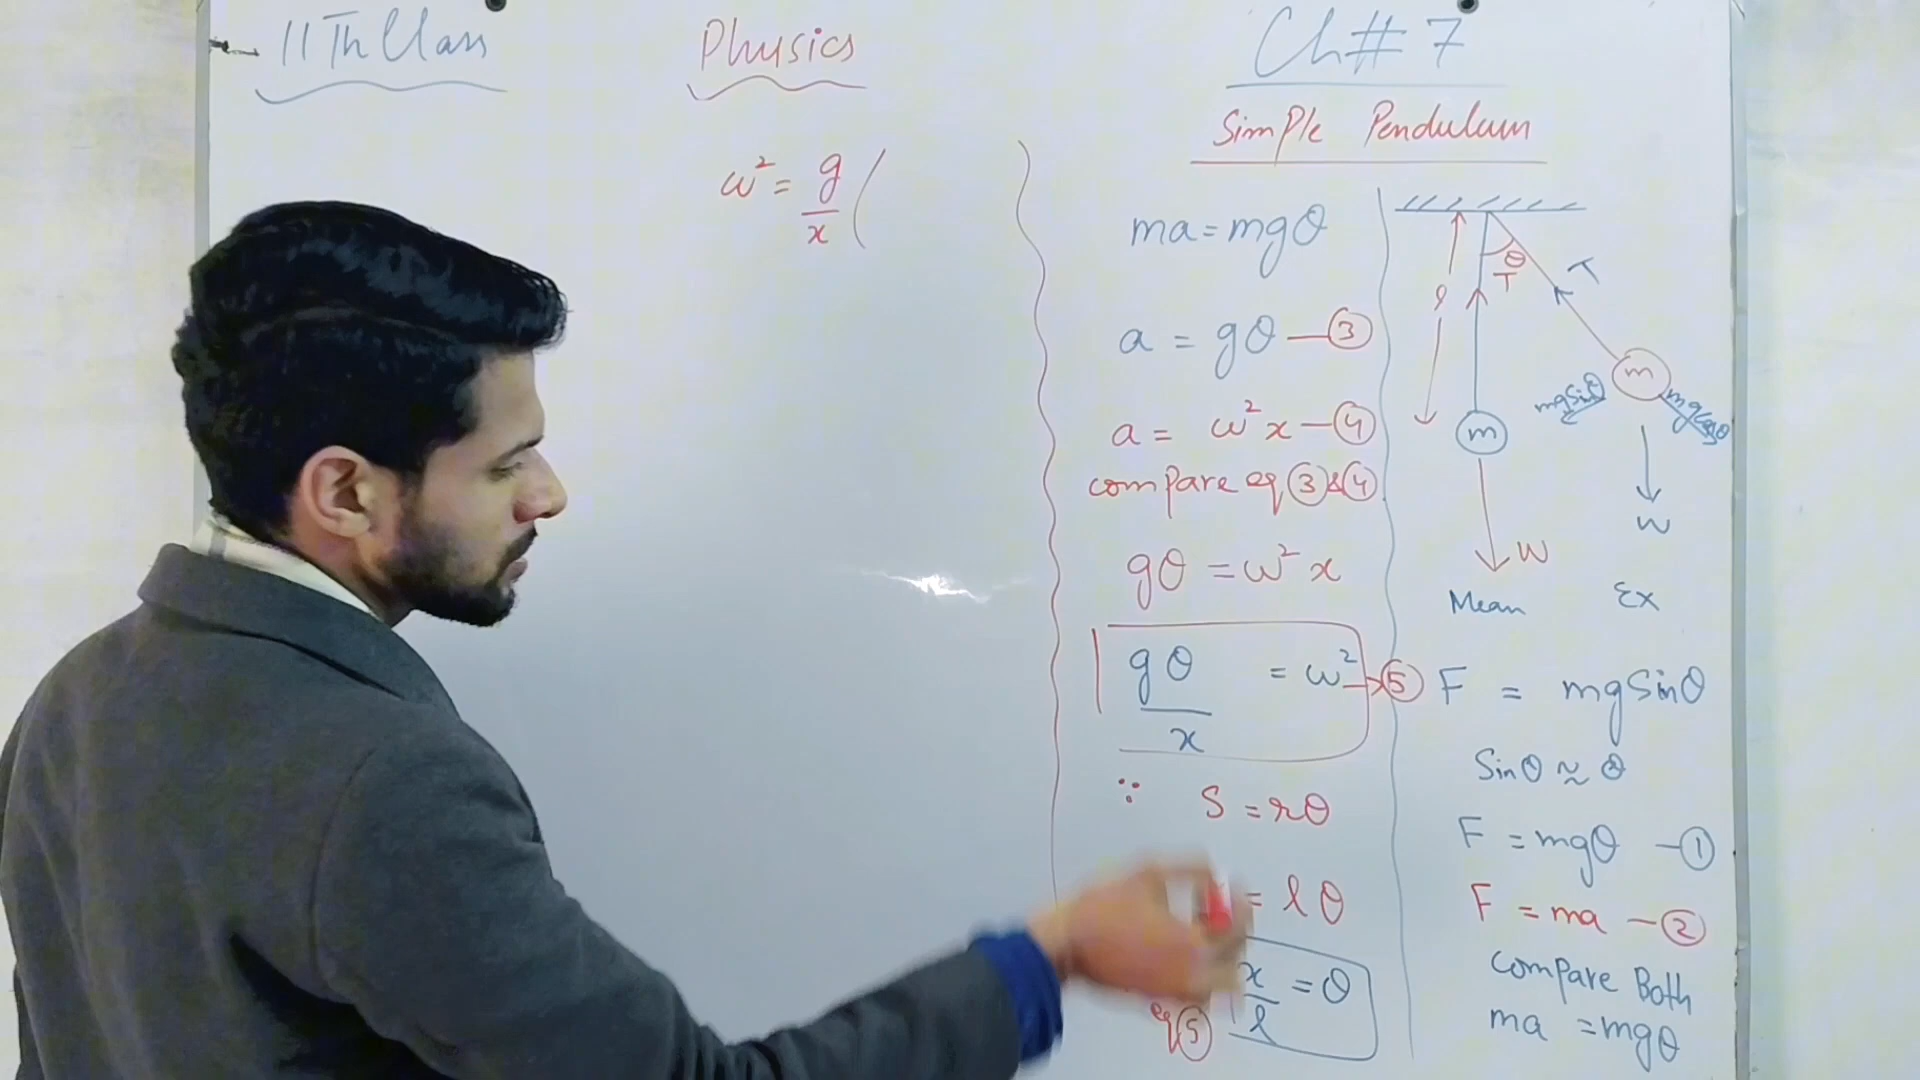 11Th Class
Physics
Ch# 7
Simple Pendulum
ω² = g/x (
ma = mgθ
a = gθ — ③
a = ω²x — ④
compare eq ③&④
gθ = ω²x
gθ/x = ω² → ⑤
∵ S = rθ
= lθ
x/l = θ
eq ⑤
θ
T
T
l
m
m
mgSinθ
mgCosθ
W
W
Mean
Ex
F = mgSinθ
Sinθ ≈ θ
F = mgθ — ①
F = ma — ②
Compare Both
ma = mgθ